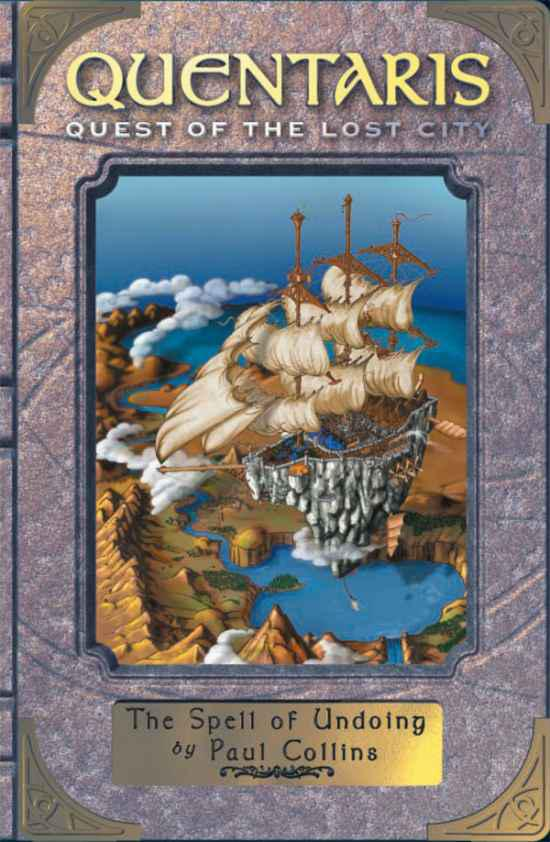 QUENTARIS
QUEST OF THE LOST CITY
The Spell of Undoing
by Paul Collins